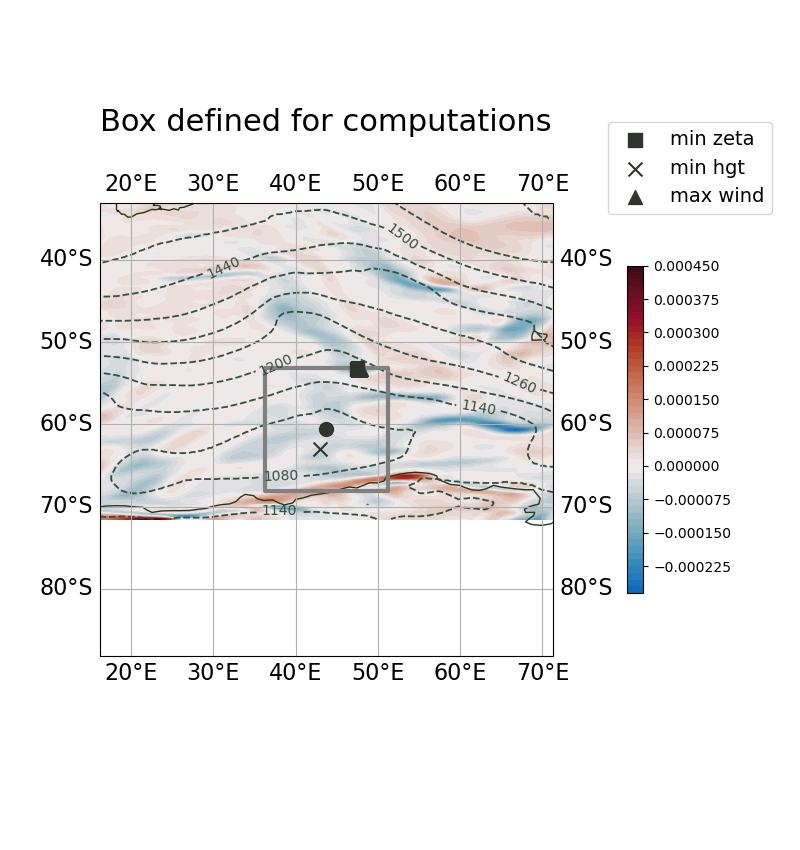 Box defined for computations
min zeta
min hgt
max wind
20°E 30°E 40°E 50°E 60°E 70°E
40°S 40°S
50°S 50°S
60°S 60°S
70°S 70°S
80°S 80°S
20°E 30°E 40°E 50°E 60°E 70°E
1500
1440
1200
1260
1140
1080
1140
0.000450
0.000375
0.000300
0.000225
0.000150
0.000075
0.000000
−0.000075
−0.000150
−0.000225